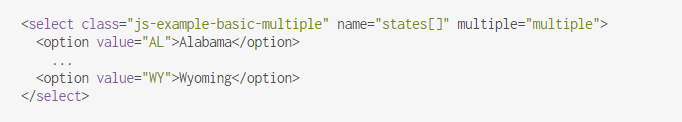 <select class="js-example-basic-multiple" name="states[]" multiple="multiple">
  <option value="AL">Alabama</option>
    ...
  <option value="WY">Wyoming</option>
</select>